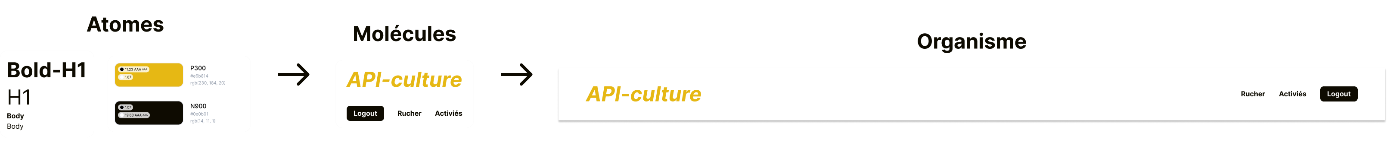 Atomes
Bold-H1
H1
Body
Body
P300
N900
Molécules
API-culture
Logout Rucher Activiés
Organisme
API-culture
Rucher Activiés Logout